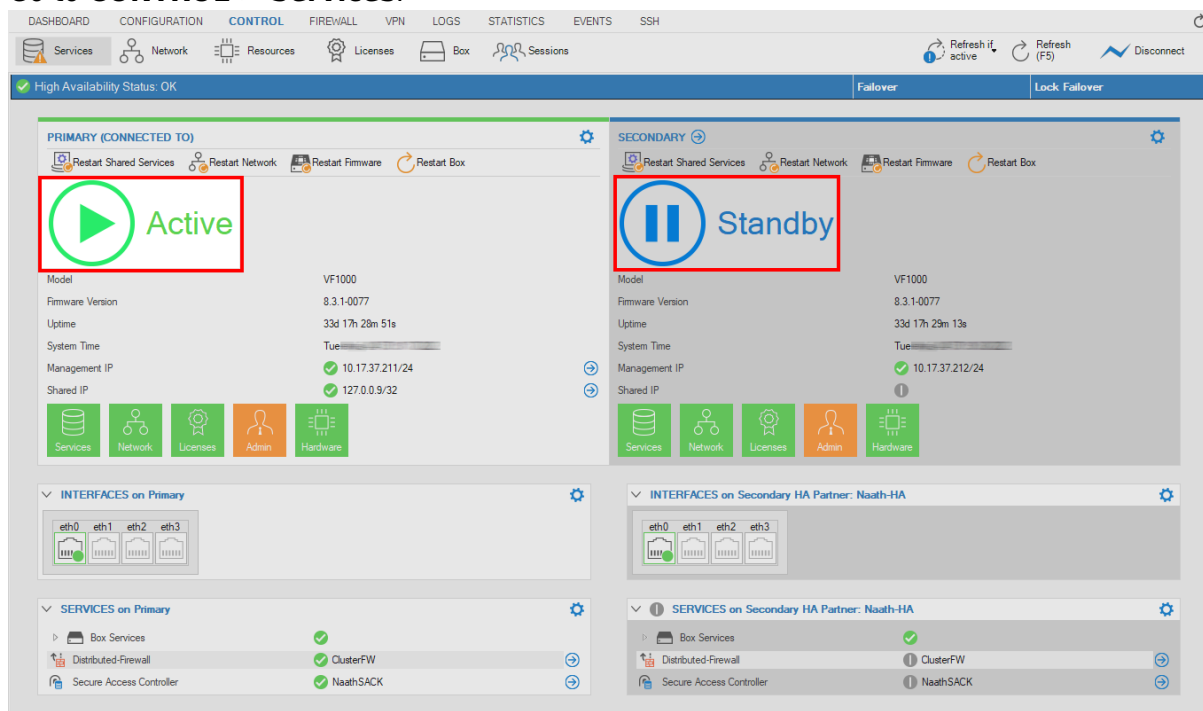 Go to CONTROL > Services.
DASHBOARD CONFIGURATION CONTROL FIREWALL VPN LOGS STATISTICS EVENTS SSH
Services Network Resources Licenses Box Sessions Refresh if active Refresh (F5) Disconnect
High Availability Status: OK Failover Lock Failover
PRIMARY (CONNECTED TO)
Restart Shared Services Restart Network Restart Firmware Restart Box
Active
Model VF1000
Firmware Version 8.3.1-0077
Uptime 33d 17h 28m 51s
System Time Tue
Management IP 10.17.37.211/24
Shared IP 127.0.0.9/32
Services Network Licenses Admin Hardware
SECONDARY
Restart Shared Services Restart Network Restart Firmware Restart Box
Standby
Model VF1000
Firmware Version 8.3.1-0077
Uptime 33d 17h 29m 13s
System Time Tue
Management IP 10.17.37.212/24
Shared IP
Services Network Licenses Admin Hardware
INTERFACES on Primary
eth0 eth1 eth2 eth3
INTERFACES on Secondary HA Partner: Naath-HA
eth0 eth1 eth2 eth3
SERVICES on Primary
Box Services
Distributed-Firewall ClusterFW
Secure Access Controller NaathSACK
SERVICES on Secondary HA Partner: Naath-HA
Box Services
Distributed-Firewall ClusterFW
Secure Access Controller NaathSACK